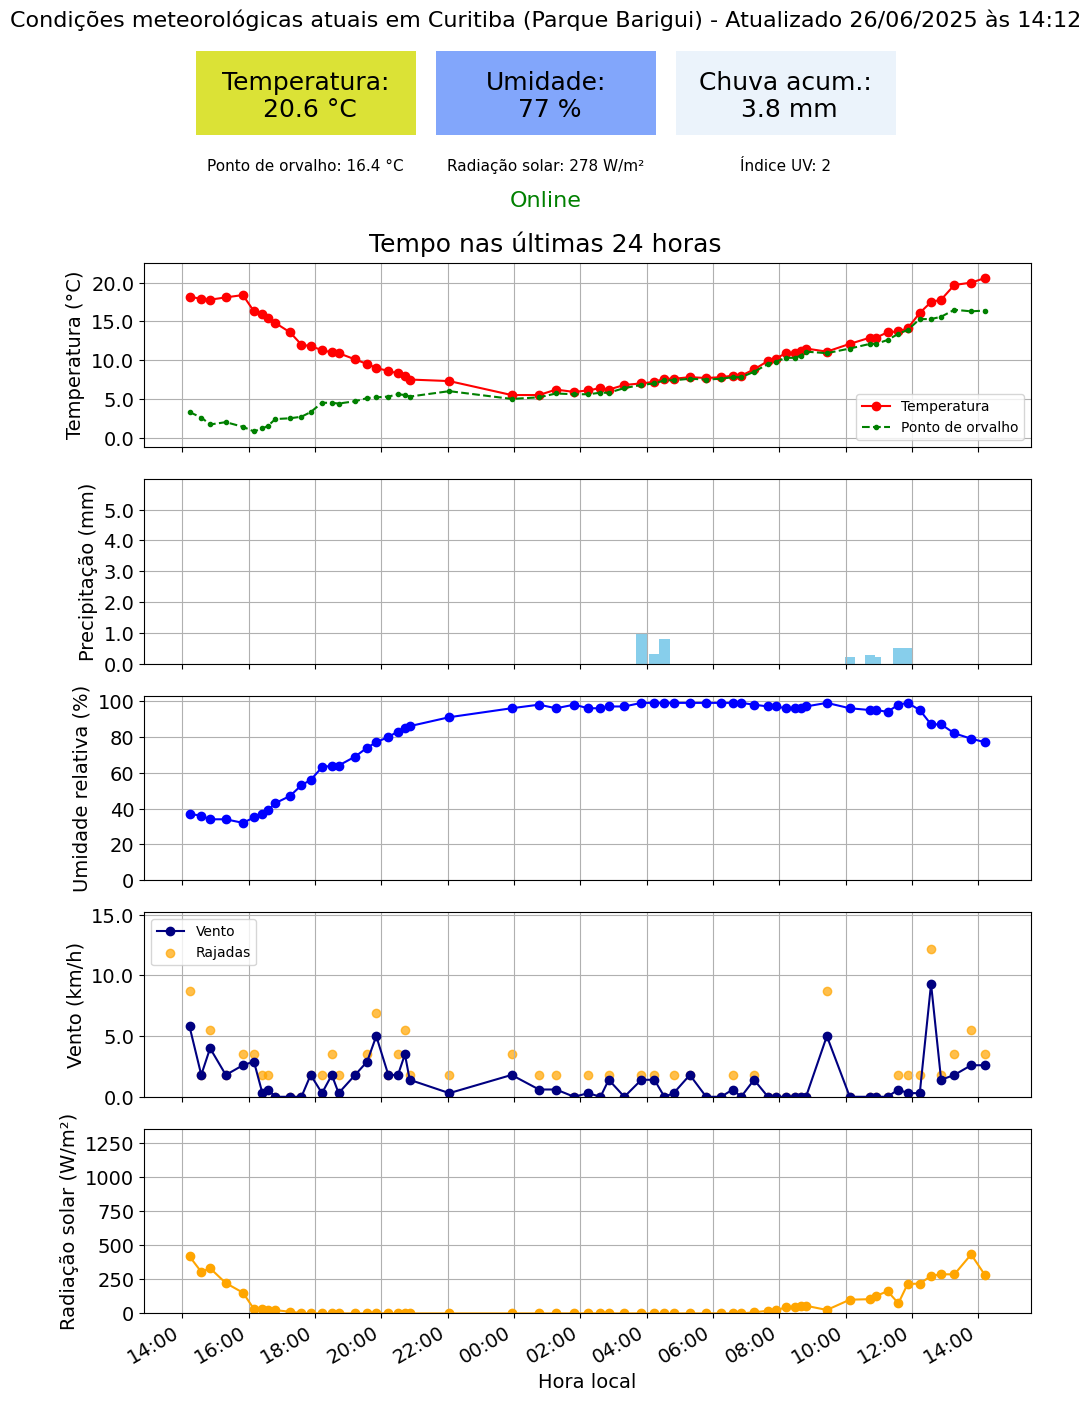 Condições meteorológicas atuais em Curitiba (Parque Barigui) - Atualizado 26/06/2025 às 14:12
Temperatura:
20.6 °C
Umidade:
77 %
Chuva acum.:
3.8 mm
Ponto de orvalho: 16.4 °C
Radiação solar: 278 W/m²
Índice UV: 2
Online
Tempo nas últimas 24 horas
Temperatura (°C)
20.0
15.0
10.0
5.0
0.0
Temperatura
Ponto de orvalho
Precipitação (mm)
5.0
4.0
3.0
2.0
1.0
0.0
Umidade relativa (%)
100
80
60
40
20
0
Vento (km/h)
15.0
10.0
5.0
0.0
Vento
Rajadas
Radiação solar (W/m²)
1250
1000
750
500
250
0
14:00
16:00
18:00
20:00
22:00
00:00
02:00
04:00
06:00
08:00
10:00
12:00
14:00
Hora local